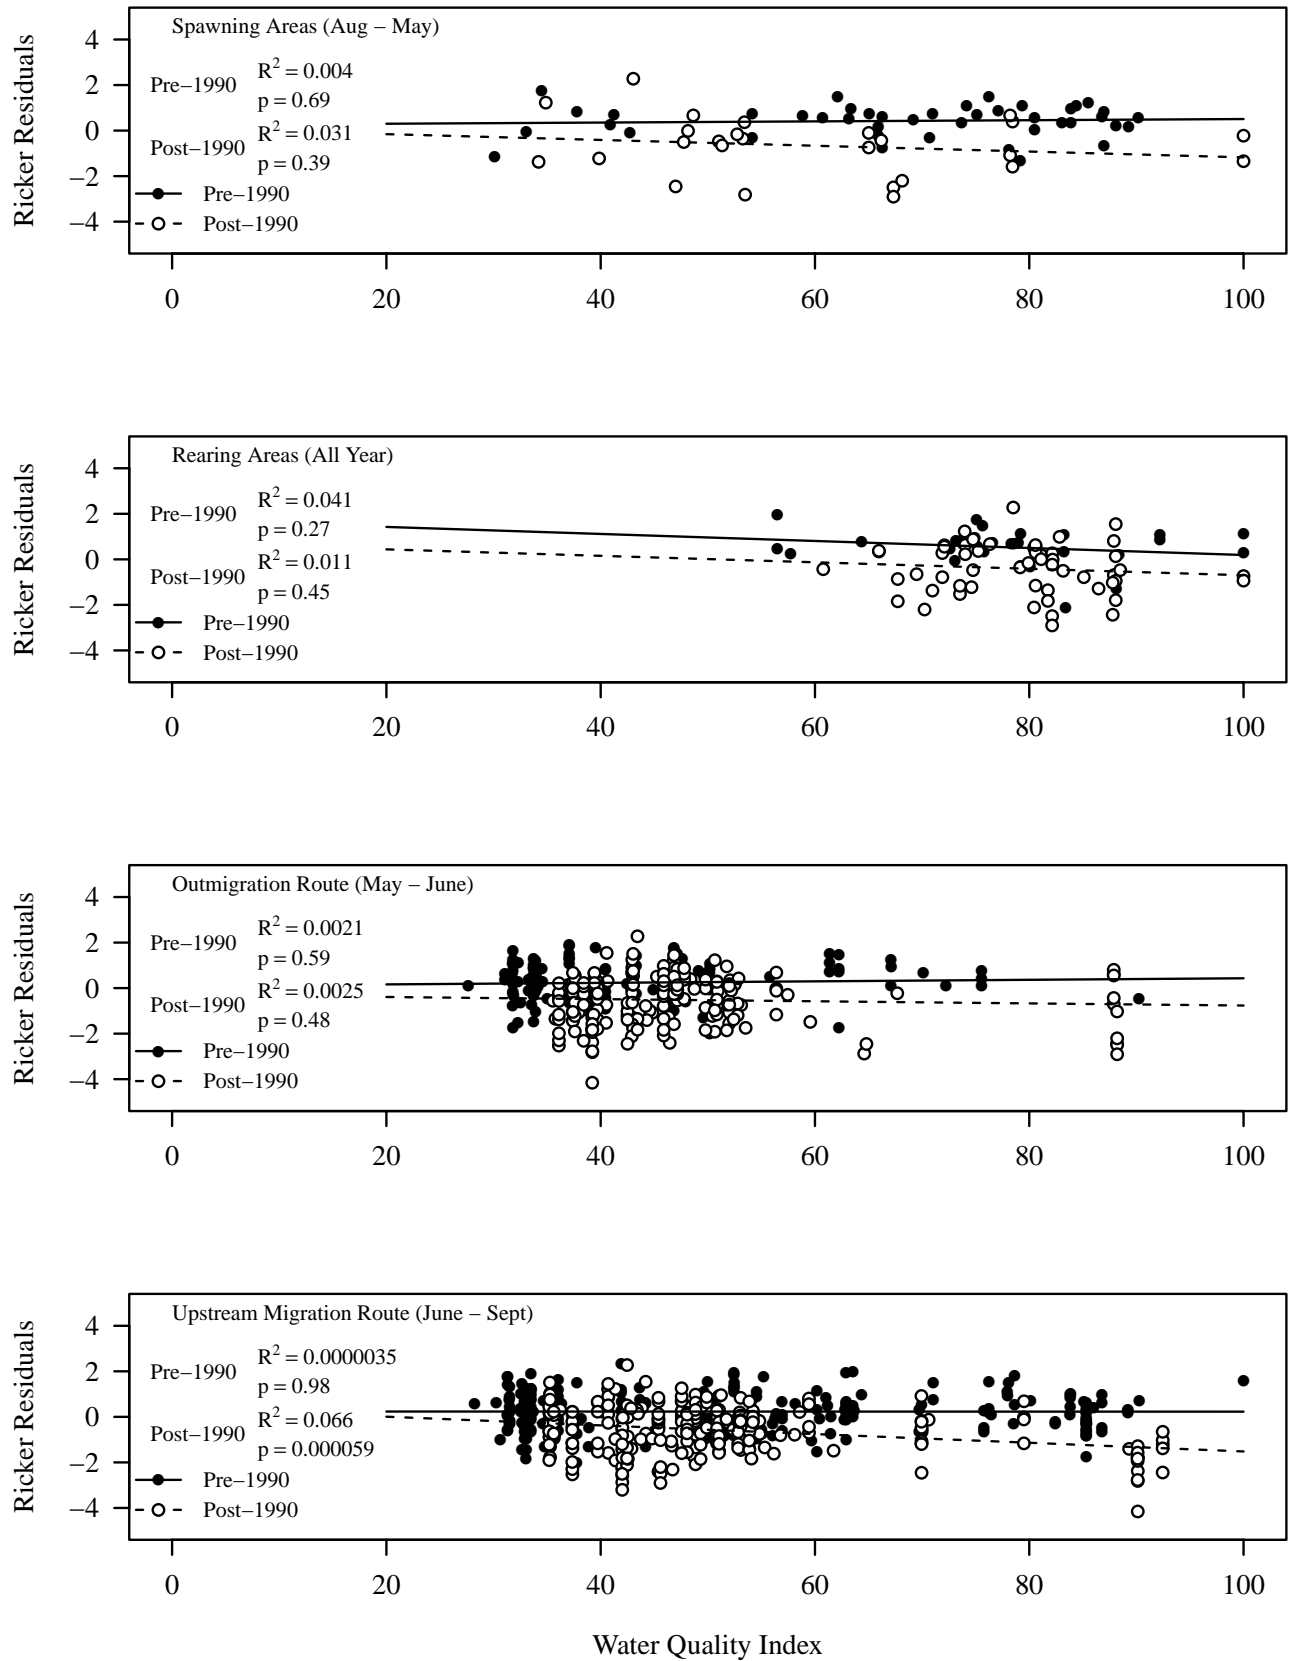 Spawning Areas (Aug – May)
Ricker Residuals
4
2
0
–2
–4
Pre–1990
R² = 0.004
p = 0.69
Post–1990
R² = 0.031
p = 0.39
Pre–1990
Post–1990
0 20 40 60 80 100
Rearing Areas (All Year)
Ricker Residuals
4
2
0
–2
–4
Pre–1990
R² = 0.041
p = 0.27
Post–1990
R² = 0.011
p = 0.45
Pre–1990
Post–1990
0 20 40 60 80 100
Outmigration Route (May – June)
Ricker Residuals
4
2
0
–2
–4
Pre–1990
R² = 0.0021
p = 0.59
Post–1990
R² = 0.0025
p = 0.48
Pre–1990
Post–1990
0 20 40 60 80 100
Upstream Migration Route (June – Sept)
Ricker Residuals
4
2
0
–2
–4
Pre–1990
R² = 0.0000035
p = 0.98
Post–1990
R² = 0.066
p = 0.000059
Pre–1990
Post–1990
0 20 40 60 80 100
Water Quality Index